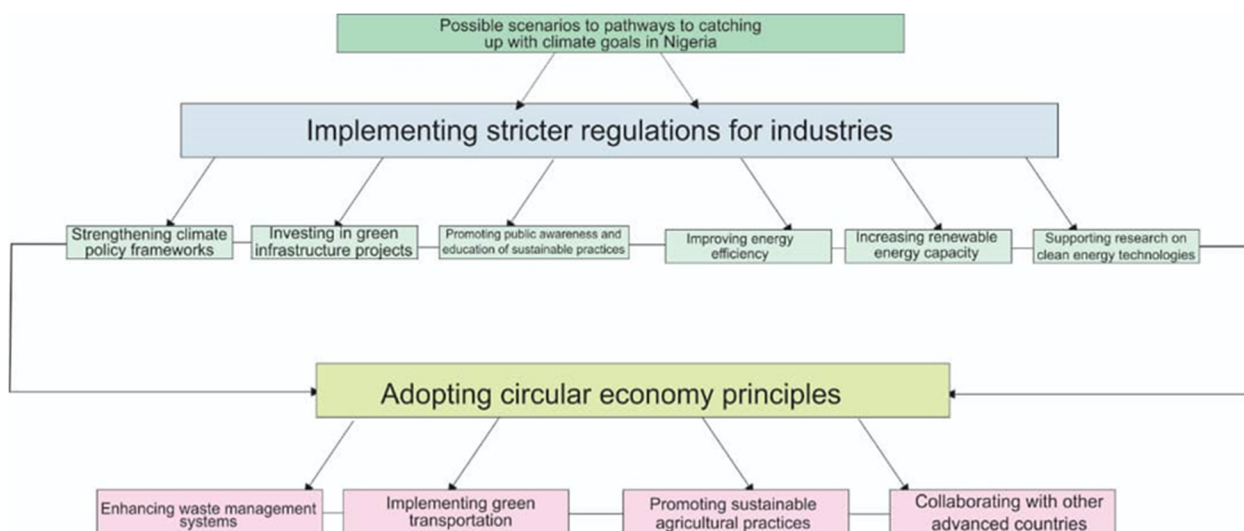 Possible scenarios to pathways to catching
up with climate goals in Nigeria
Implementing stricter regulations for industries
Strengthening climate
policy frameworks
Investing in green
infrastructure projects
Promoting public awareness and
education of sustainable practices
Improving energy
efficiency
Increasing renewable
energy capacity
Supporting research on
clean energy technologies
Adopting circular economy principles
Enhancing waste management
systems
Implementing green
transportation
Promoting sustainable
agricultural practices
Collaborating with other
advanced countries